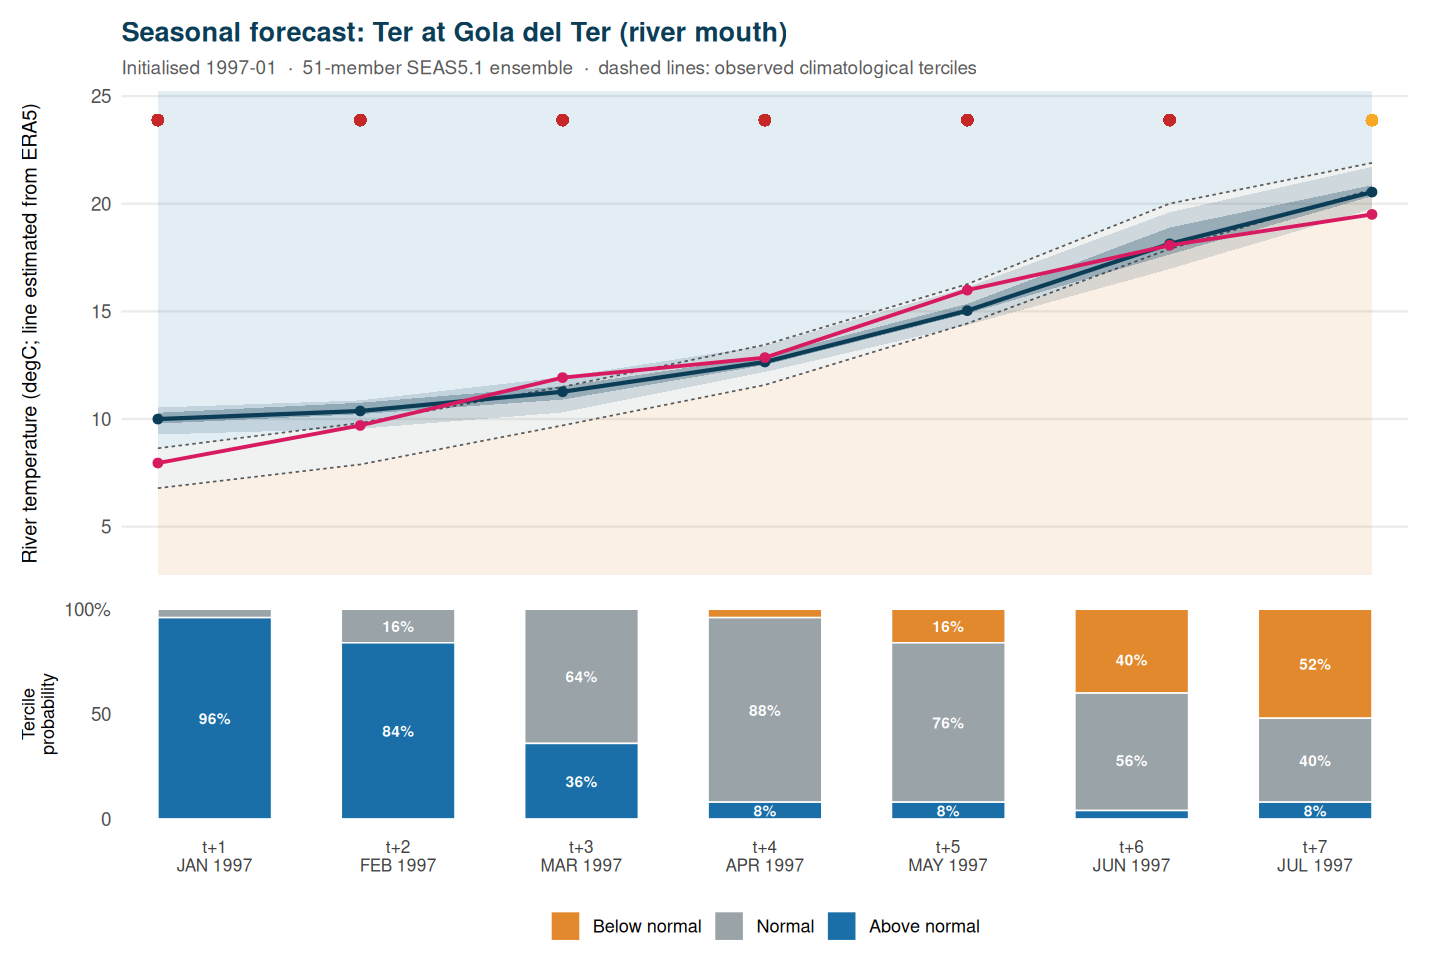 Seasonal forecast: Ter at Gola del Ter (river mouth)
Initialised 1997-01 · 51-member SEAS5.1 ensemble · dashed lines: observed climatological terciles
River temperature (degC; line estimated from ERA5)
25
20
15
10
5
Tercile
probability
100%
50
0
96%
16%
84%
64%
36%
88%
8%
16%
76%
8%
40%
56%
52%
40%
8%
t+1
JAN 1997
t+2
FEB 1997
t+3
MAR 1997
t+4
APR 1997
t+5
MAY 1997
t+6
JUN 1997
t+7
JUL 1997
Below normal
Normal
Above normal